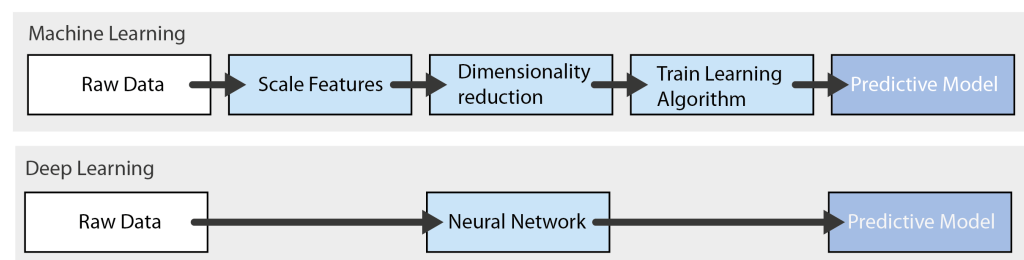 Machine Learning
Raw Data
Scale Features
Dimensionality
reduction
Train Learning
Algorithm
Predictive Model
Deep Learning
Raw Data
Neural Network
Predictive Model